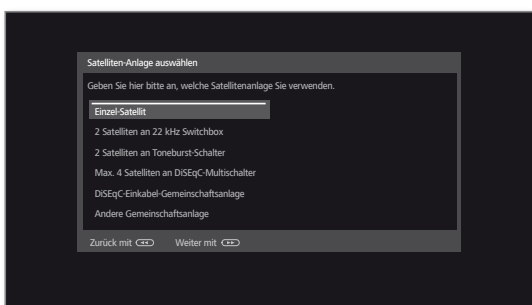 Satelliten-Anlage auswählen
Geben Sie hier bitte an, welche Satellitenanlage Sie verwenden.
Einzel-Satellit
2 Satelliten an 22 kHz Switchbox
2 Satelliten an Toneburst-Schalter
Max. 4 Satelliten an DiSEqC-Multischalter
DiSEqC-Einkabel-Gemeinschaftsanlage
Andere Gemeinschaftsanlage
Zurück mit Weiter mit